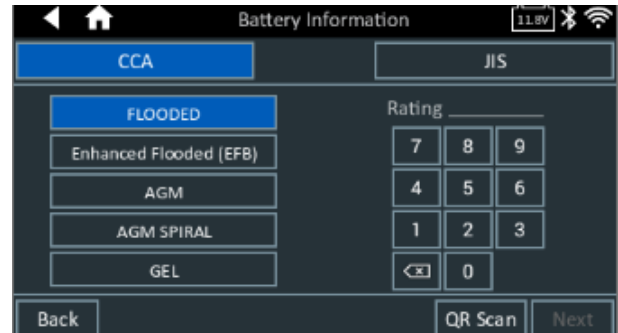 Battery Information 11.8V
CCA JIS
FLOODED Rating
Enhanced Flooded (EFB) 7 8 9
AGM 4 5 6
AGM SPIRAL 1 2 3
GEL 0
Back QR Scan Next